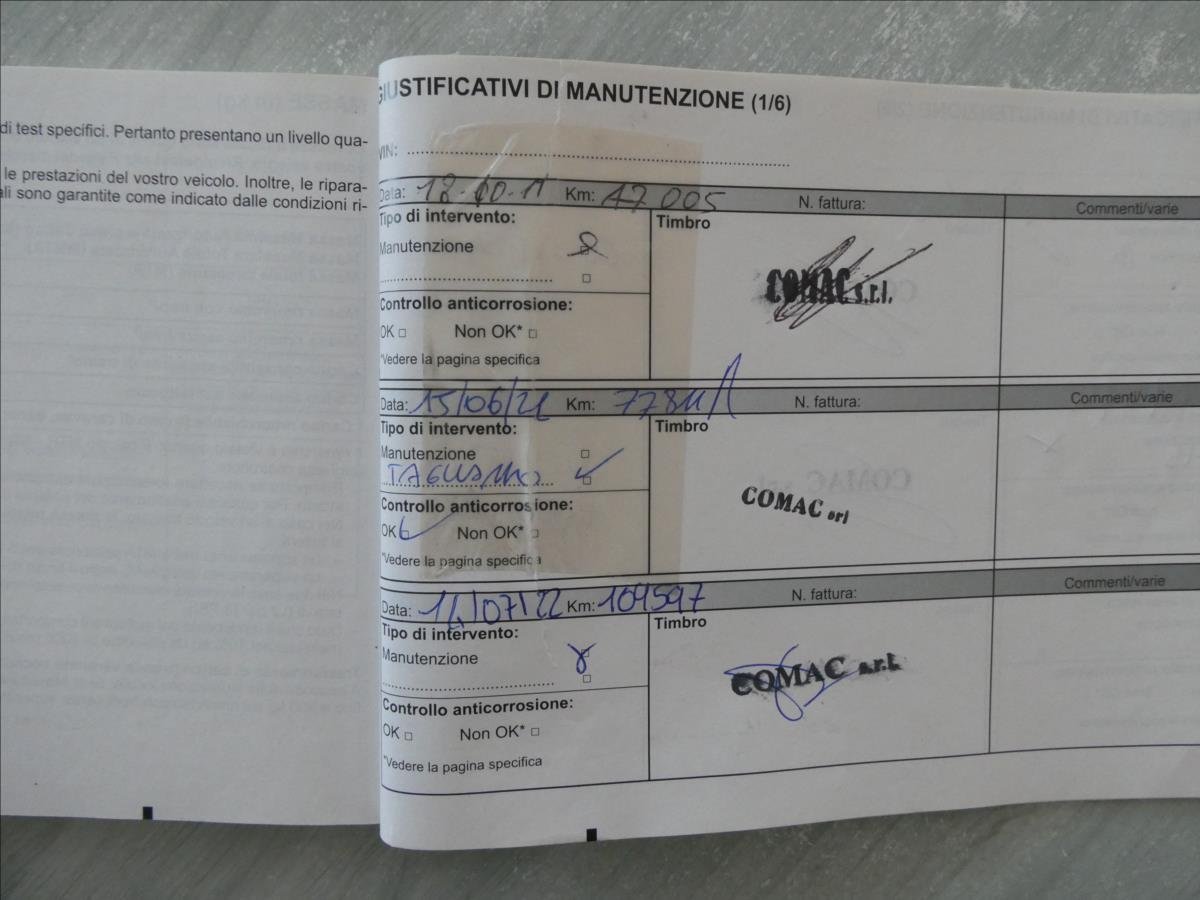 di test specifici. Pertanto presentano un livello qua-
le prestazioni del vostro veicolo. Inoltre, le ripara-
ali sono garantite come indicato dalle condizioni ri-
GIUSTIFICATIVI DI MANUTENZIONE (1/6)
VIN:
Data: 18-10-11 Km: 47005 N. fattura: Commenti/varie
Tipo di intervento: Timbro
Manutenzione
COMAC s.r.l.
Controllo anticorrosione:
OK □ Non OK* □
*Vedere la pagina specifica
Data: 15/06/21 Km: N. fattura: Commenti/varie
Tipo di intervento: Timbro
Manutenzione □
TAGLIANDO ✓
COMAC srl
Controllo anticorrosione:
OK ✓ Non OK* □
*Vedere la pagina specifica
Data: 14/07/22 Km: 109597 N. fattura: Commenti/varie
Tipo di intervento: Timbro
Manutenzione
COMAC s.r.l.
Controllo anticorrosione:
OK □ Non OK* □
*Vedere la pagina specifica